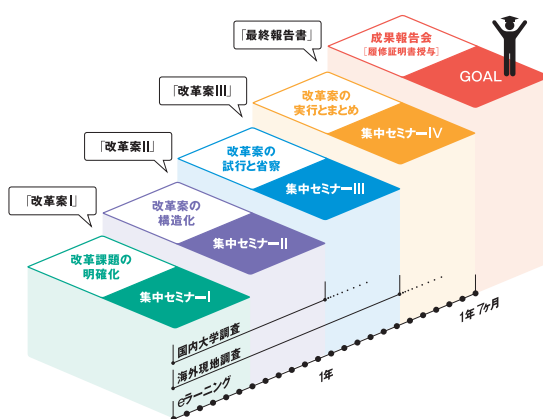 「最終報告書」
成果報告会
[履修証明書授与]
GOAL
「改革案III」
改革案の
実行とまとめ
集中セミナーIV
「改革案II」
改革案の
試行と省察
集中セミナーIII
「改革案I」
改革案の
構造化
集中セミナーII
改革課題の
明確化
集中セミナーI
国内大学調査
海外現地調査
eラーニング
1年
1年7ヶ月